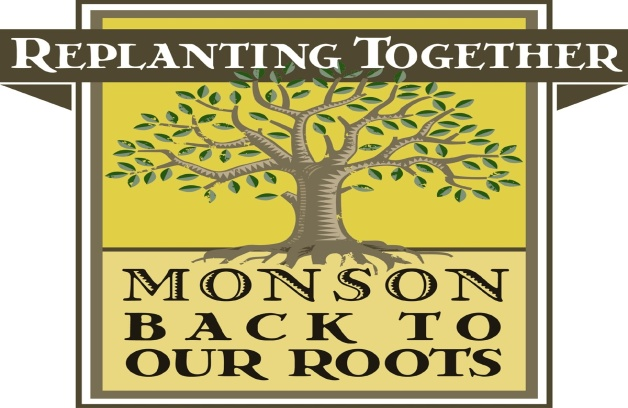 REPLANTING TOGETHER
MONSON
BACK TO
OUR ROOTS